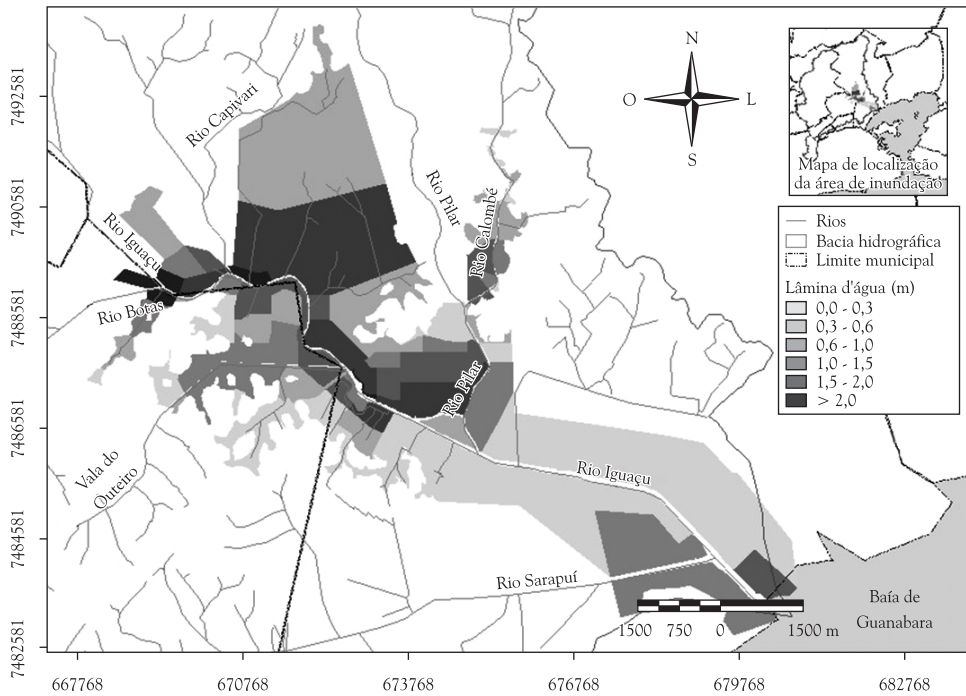 7492581
7490581
7488581
7486581
7484581
7482581
Rio Capivari
Rio Pilar
Rio Calombé
Rio Iguaçu
Rio Botas
Rio Pilar
Vala do
Outeiro
Rio Iguaçu
Rio Sarapuí
N
O
L
S
Mapa de localização
da área de inundação
Rios
Bacia hidrográfica
Limite municipal
Lâmina d'água (m)
0,0 - 0,3
0,3 - 0,6
0,6 - 1,0
1,0 - 1,5
1,5 - 2,0
> 2,0
Baía de
Guanabara
1500 750 0 1500 m
667768 670768 673768 676768 679768 682768